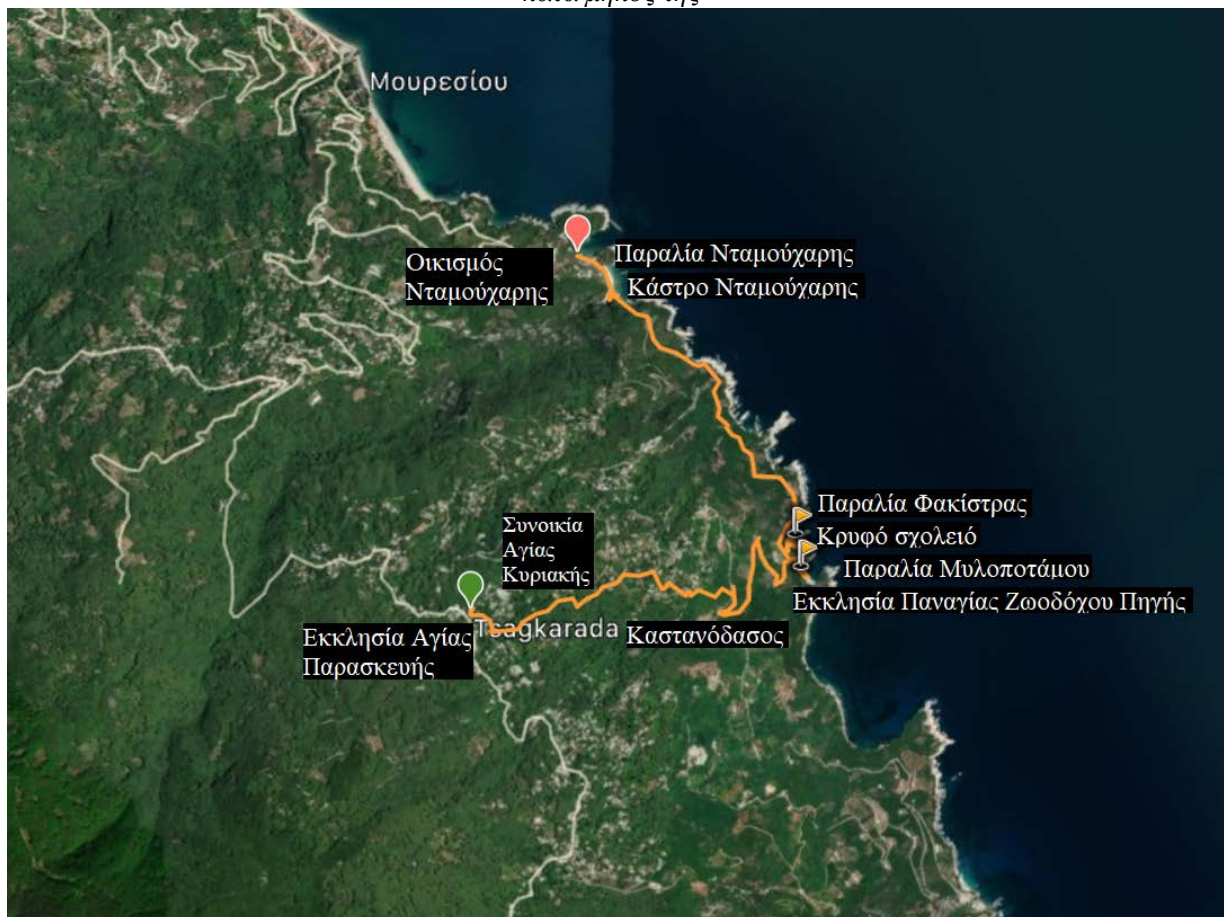 Μουρεσίου
Παραλία Νταμούχαρης
Οικισμός
Νταμούχαρης
Κάστρο Νταμούχαρης
Παραλία Φακίστρας
Συνοικία
Αγίας
Κυριακής
Κρυφό σχολειό
Παραλία Μυλοποτάμου
Εκκλησία Παναγίας Ζωοδόχου Πηγής
Tsagkarada
Καστανόδασος
Εκκλησία Αγίας
Παρασκευής